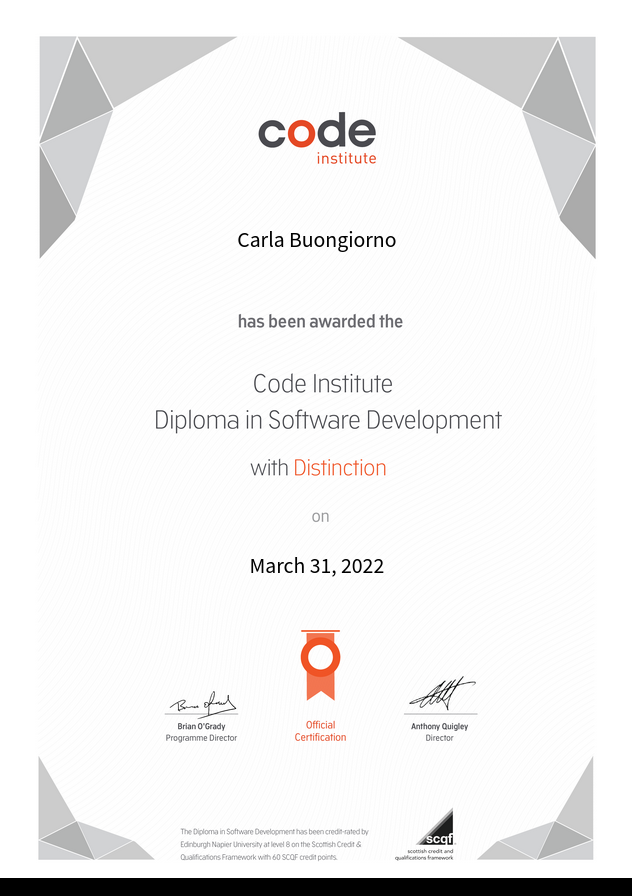 code
institute
Carla Buongiorno
has been awarded the
Code Institute
Diploma in Software Development
with Distinction
on
March 31, 2022
Brian O'Grady
Programme Director
Official
Certification
Anthony Quigley
Director
The Diploma in Software Development has been credit-rated by
Edinburgh Napier University at level 8 on the Scottish Credit &
Qualifications Framework with 60 SCQF credit points.
scqf
scottish credit and
qualifications framework